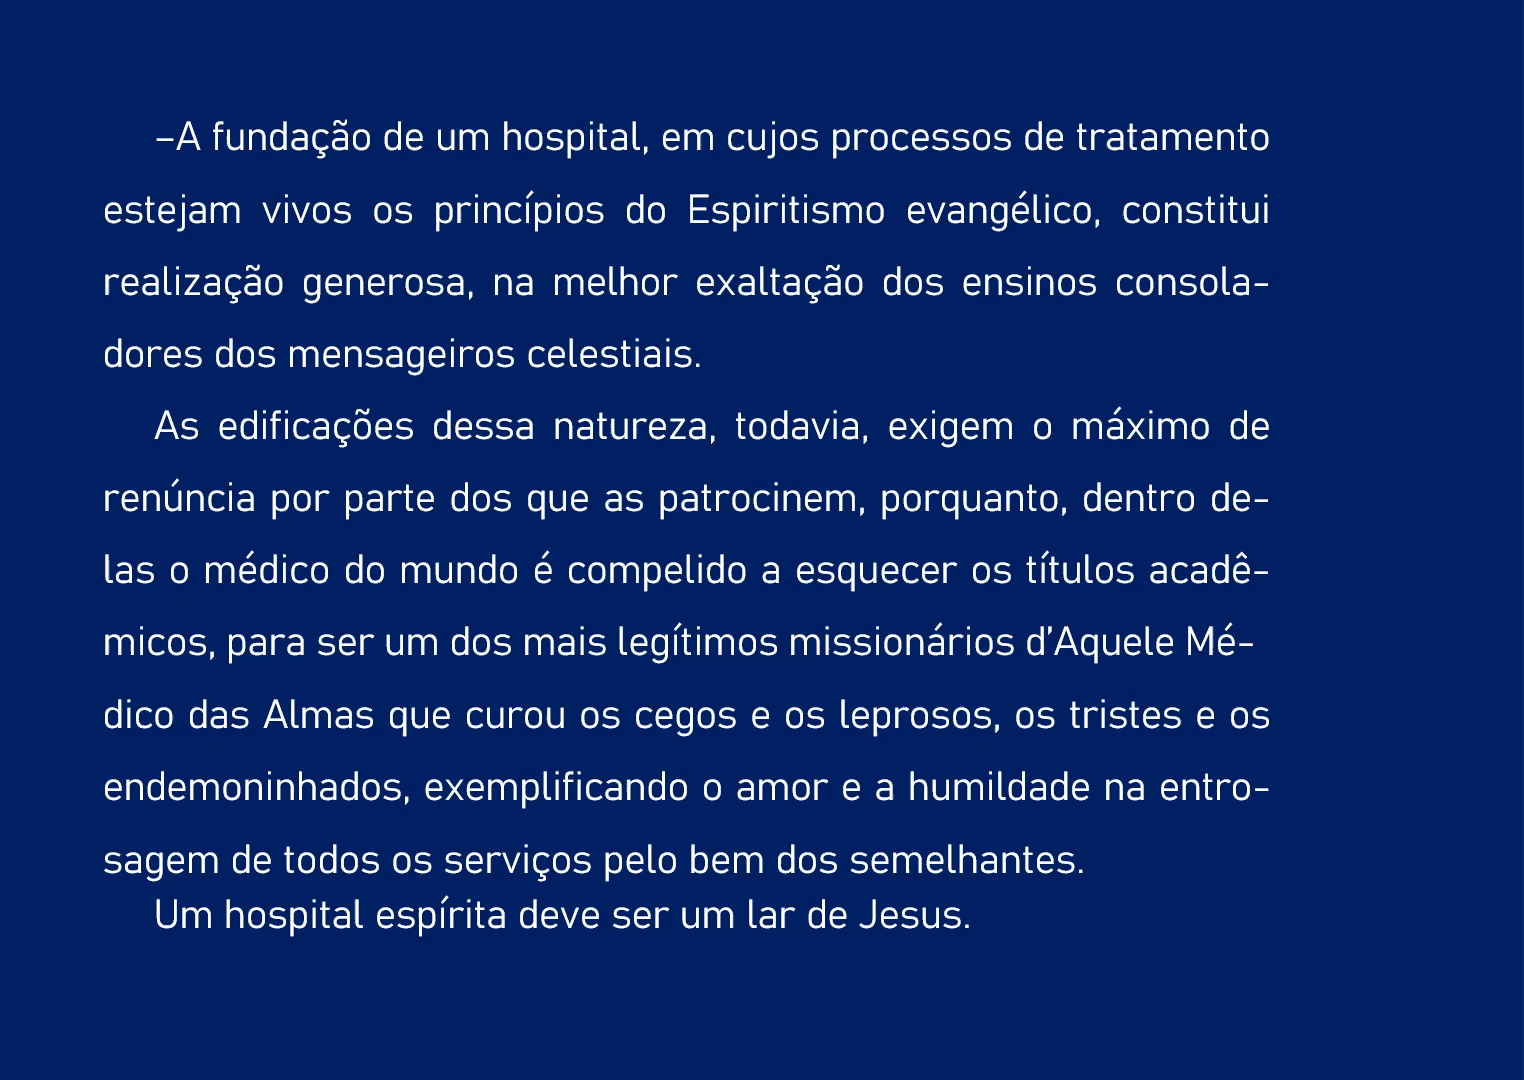 –A fundação de um hospital, em cujos processos de tratamento
estejam vivos os princípios do Espiritismo evangélico, constitui
realização generosa, na melhor exaltação dos ensinos consola-
dores dos mensageiros celestiais.
As edificações dessa natureza, todavia, exigem o máximo de
renúncia por parte dos que as patrocinem, porquanto, dentro de-
las o médico do mundo é compelido a esquecer os títulos acadê-
micos, para ser um dos mais legítimos missionários d’Aquele Mé-
dico das Almas que curou os cegos e os leprosos, os tristes e os
endemoninhados, exemplificando o amor e a humildade na entro-
sagem de todos os serviços pelo bem dos semelhantes.
Um hospital espírita deve ser um lar de Jesus.